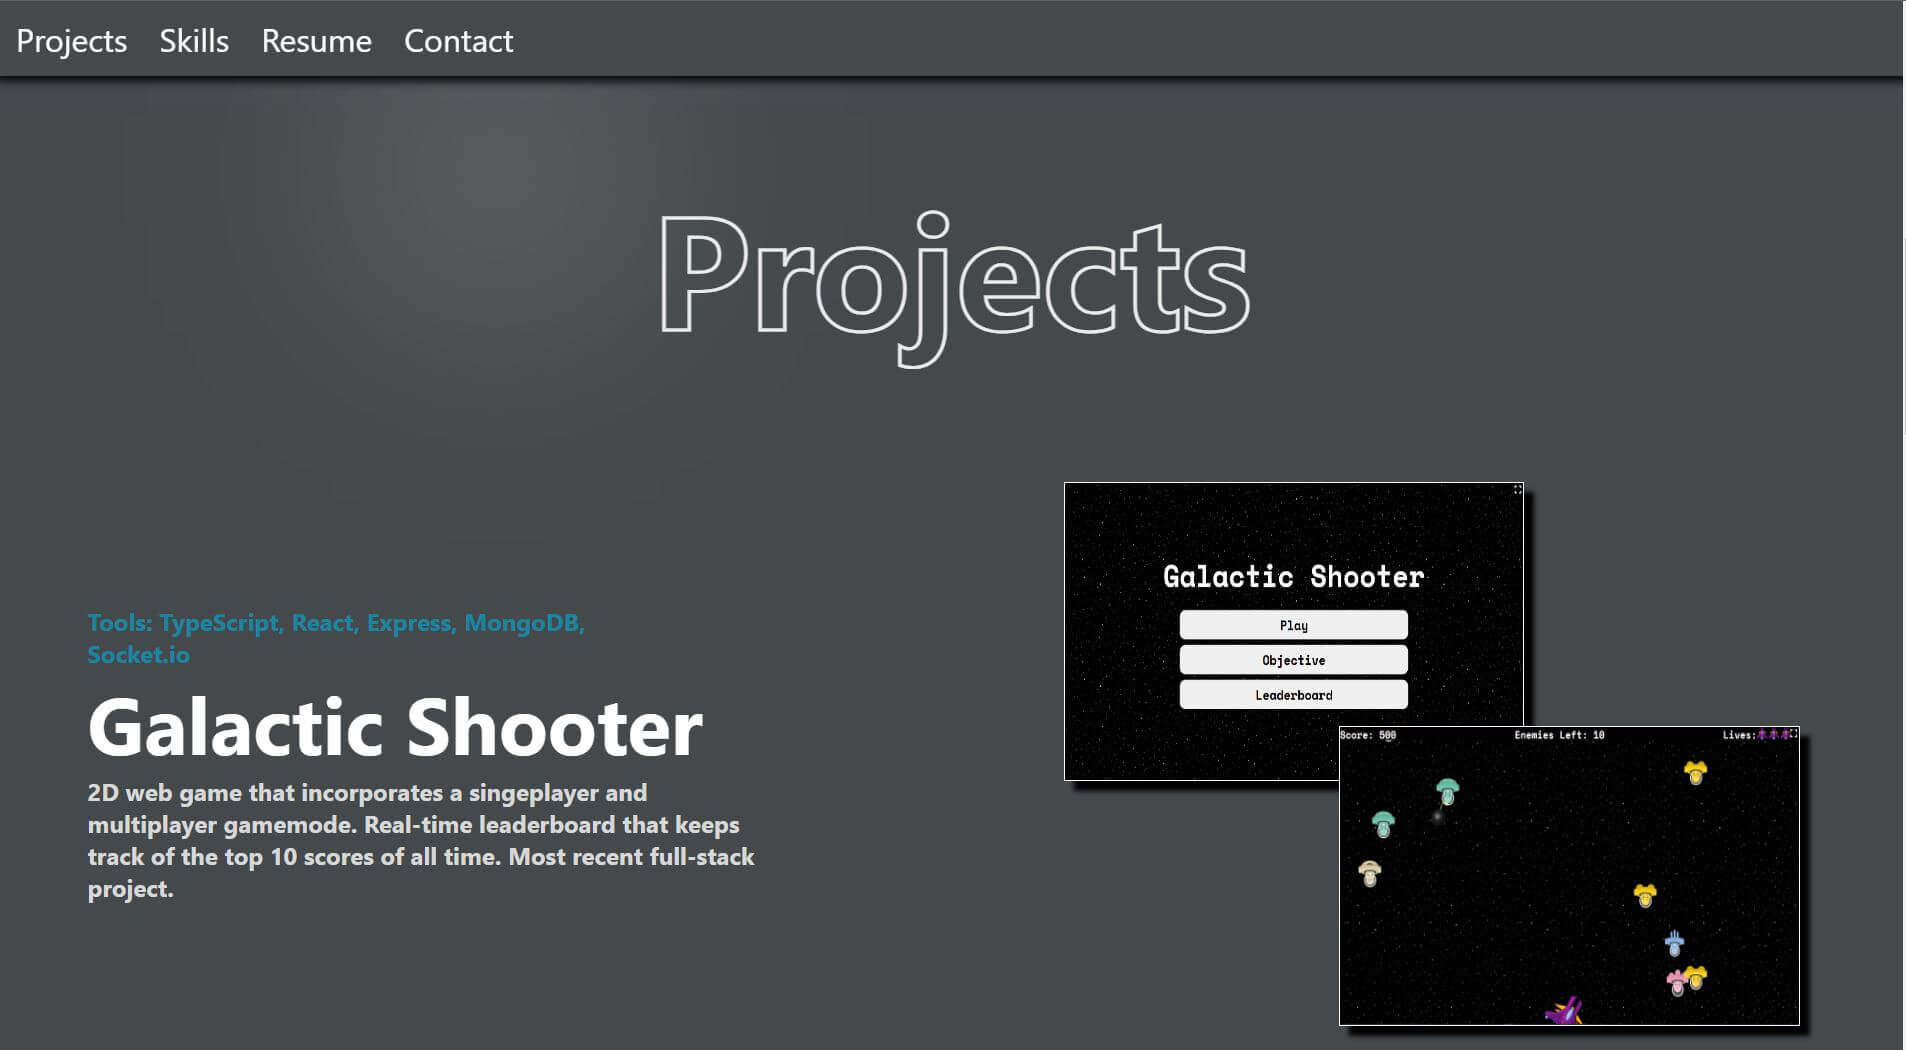 Projects Skills Resume Contact
Projects
Tools: TypeScript, React, Express, MongoDB,
Socket.io
Galactic Shooter
2D web game that incorporates a singeplayer and
multiplayer gamemode. Real-time leaderboard that keeps
track of the top 10 scores of all time. Most recent full-stack
project.
Galactic Shooter
Play
Objective
Leaderboard
Score: 500 Enemies Left: 10 Lives: